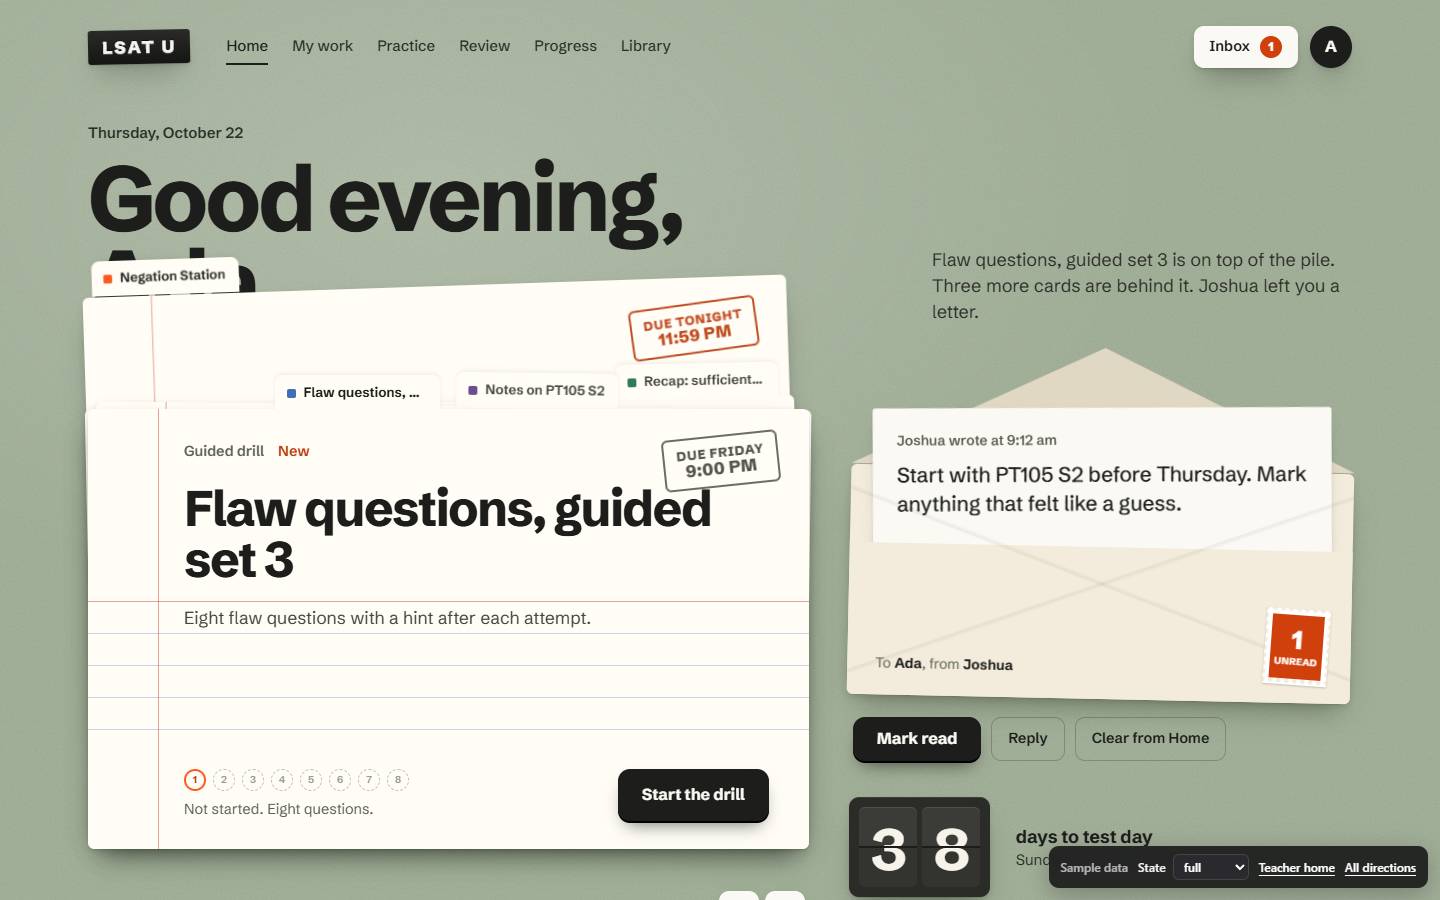 LSAT U
Home
My work
Practice
Review
Progress
Library
Inbox 1
A
Thursday, October 22
Good evening,
Negation Station
DUE TONIGHT
11:59 PM
Flaw questions, ...
Notes on PT105 S2
Recap: sufficient...
Guided drill New
DUE FRIDAY
9:00 PM
Flaw questions, guided
set 3
Eight flaw questions with a hint after each attempt.
1 2 3 4 5 6 7 8
Not started. Eight questions.
Start the drill
Flaw questions, guided set 3 is on top of the pile.
Three more cards are behind it. Joshua left you a
letter.
Joshua wrote at 9:12 am
Start with PT105 S2 before Thursday. Mark
anything that felt like a guess.
1
UNREAD
To Ada, from Joshua
Mark read
Reply
Clear from Home
38
days to test day
Sample data State full Teacher home All directions